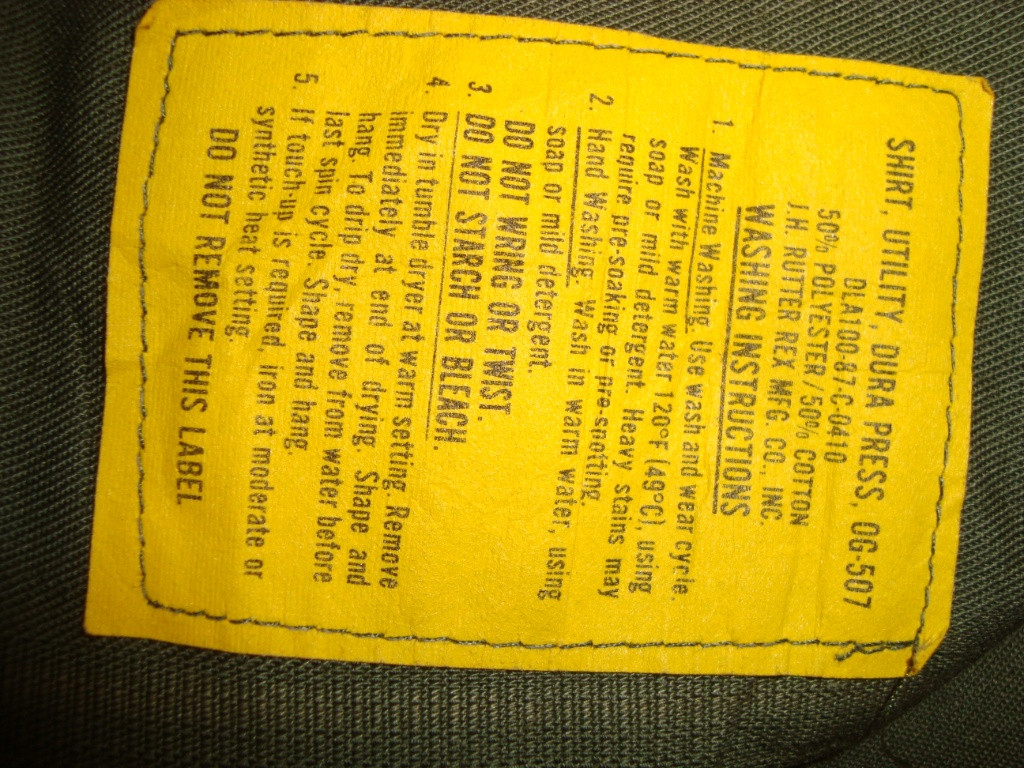 SHIRT, UTILITY, DURA PRESS, OG-507
DLA100-87-C-0410
50% POLYESTER/50% COTTON
J.H. RUTTER REX MFG. CO., INC.
WASHING INSTRUCTIONS
1. Machine Washing. Use wash and wear cycle.
Wash with warm water 120°F (49°C), using
soap or mild detergent. Heavy stains may
require pre-soaking or pre-spotting.
2. Hand Washing. Wash in warm water, using
soap or mild detergent.
DO NOT WRING OR TWIST.
3. DO NOT STARCH OR BLEACH.
4. Dry in tumble dryer at warm setting. Remove
immediately at end of drying. Shape and
hang. To drip dry, remove from water before
last spin cycle. Shape and hang.
5. If touch-up is required, iron at moderate or
synthetic heat setting.
DO NOT REMOVE THIS LABEL